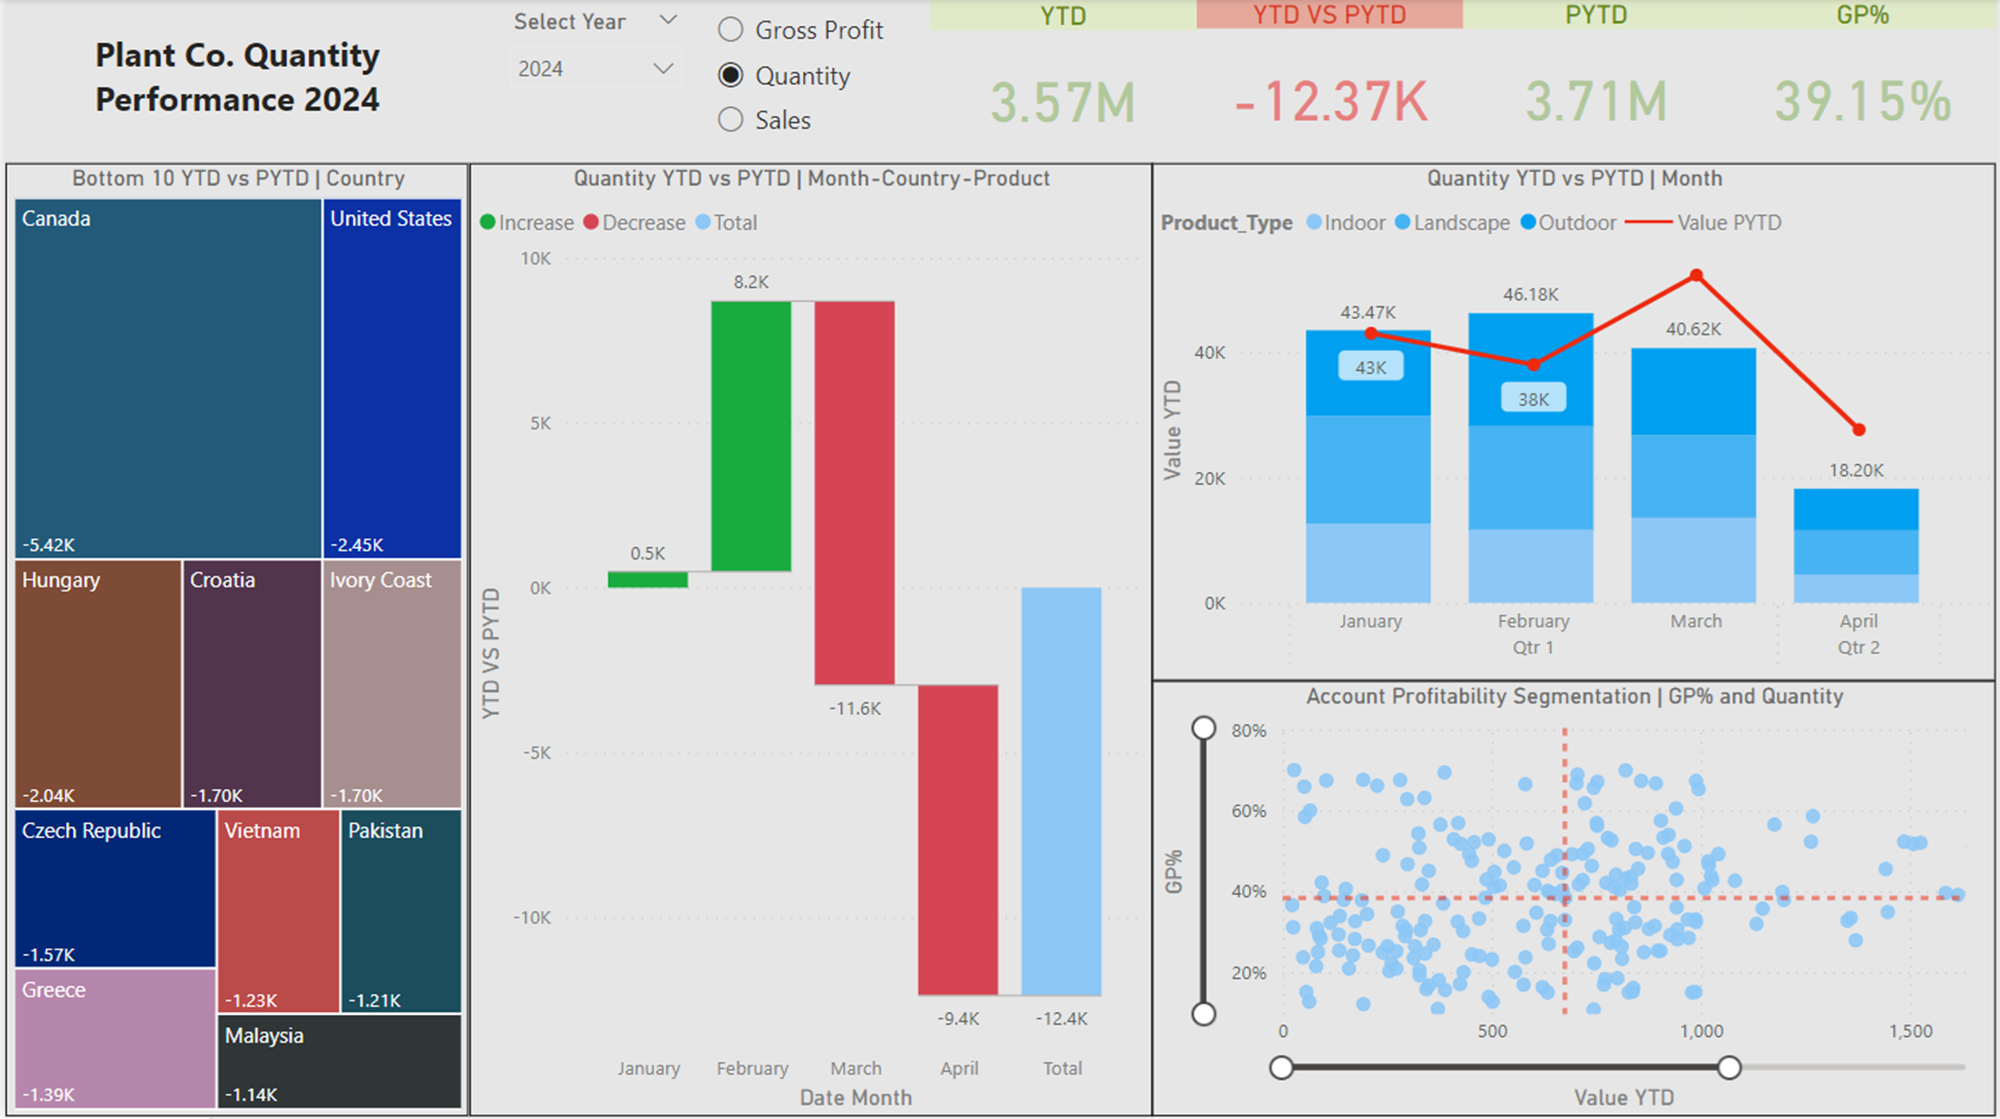 Plant Co. Quantity
Performance 2024
Select Year
2024
Gross Profit
Quantity
Sales
YTD
YTD VS PYTD
PYTD
GP%
3.57M
-12.37K
3.71M
39.15%
Bottom 10 YTD vs PYTD | Country
Canada
-5.42K
United States
-2.45K
Hungary
-2.04K
Croatia
-1.70K
Ivory Coast
-1.70K
Czech Republic
-1.57K
Vietnam
-1.23K
Pakistan
-1.21K
Greece
-1.39K
Malaysia
-1.14K
Quantity YTD vs PYTD | Month-Country-Product
Increase Decrease Total
10K
5K
0K
-5K
-10K
YTD VS PYTD
0.5K
8.2K
-11.6K
-9.4K
-12.4K
January February March April Total
Date Month
Quantity YTD vs PYTD | Month
Product_Type Indoor Landscape Outdoor Value PYTD
Value YTD
40K
20K
0K
43.47K
46.18K
40.62K
18.20K
43K
38K
January February March April
Qtr 1 Qtr 2
Account Profitability Segmentation | GP% and Quantity
GP%
80%
60%
40%
20%
0 500 1,000 1,500
Value YTD